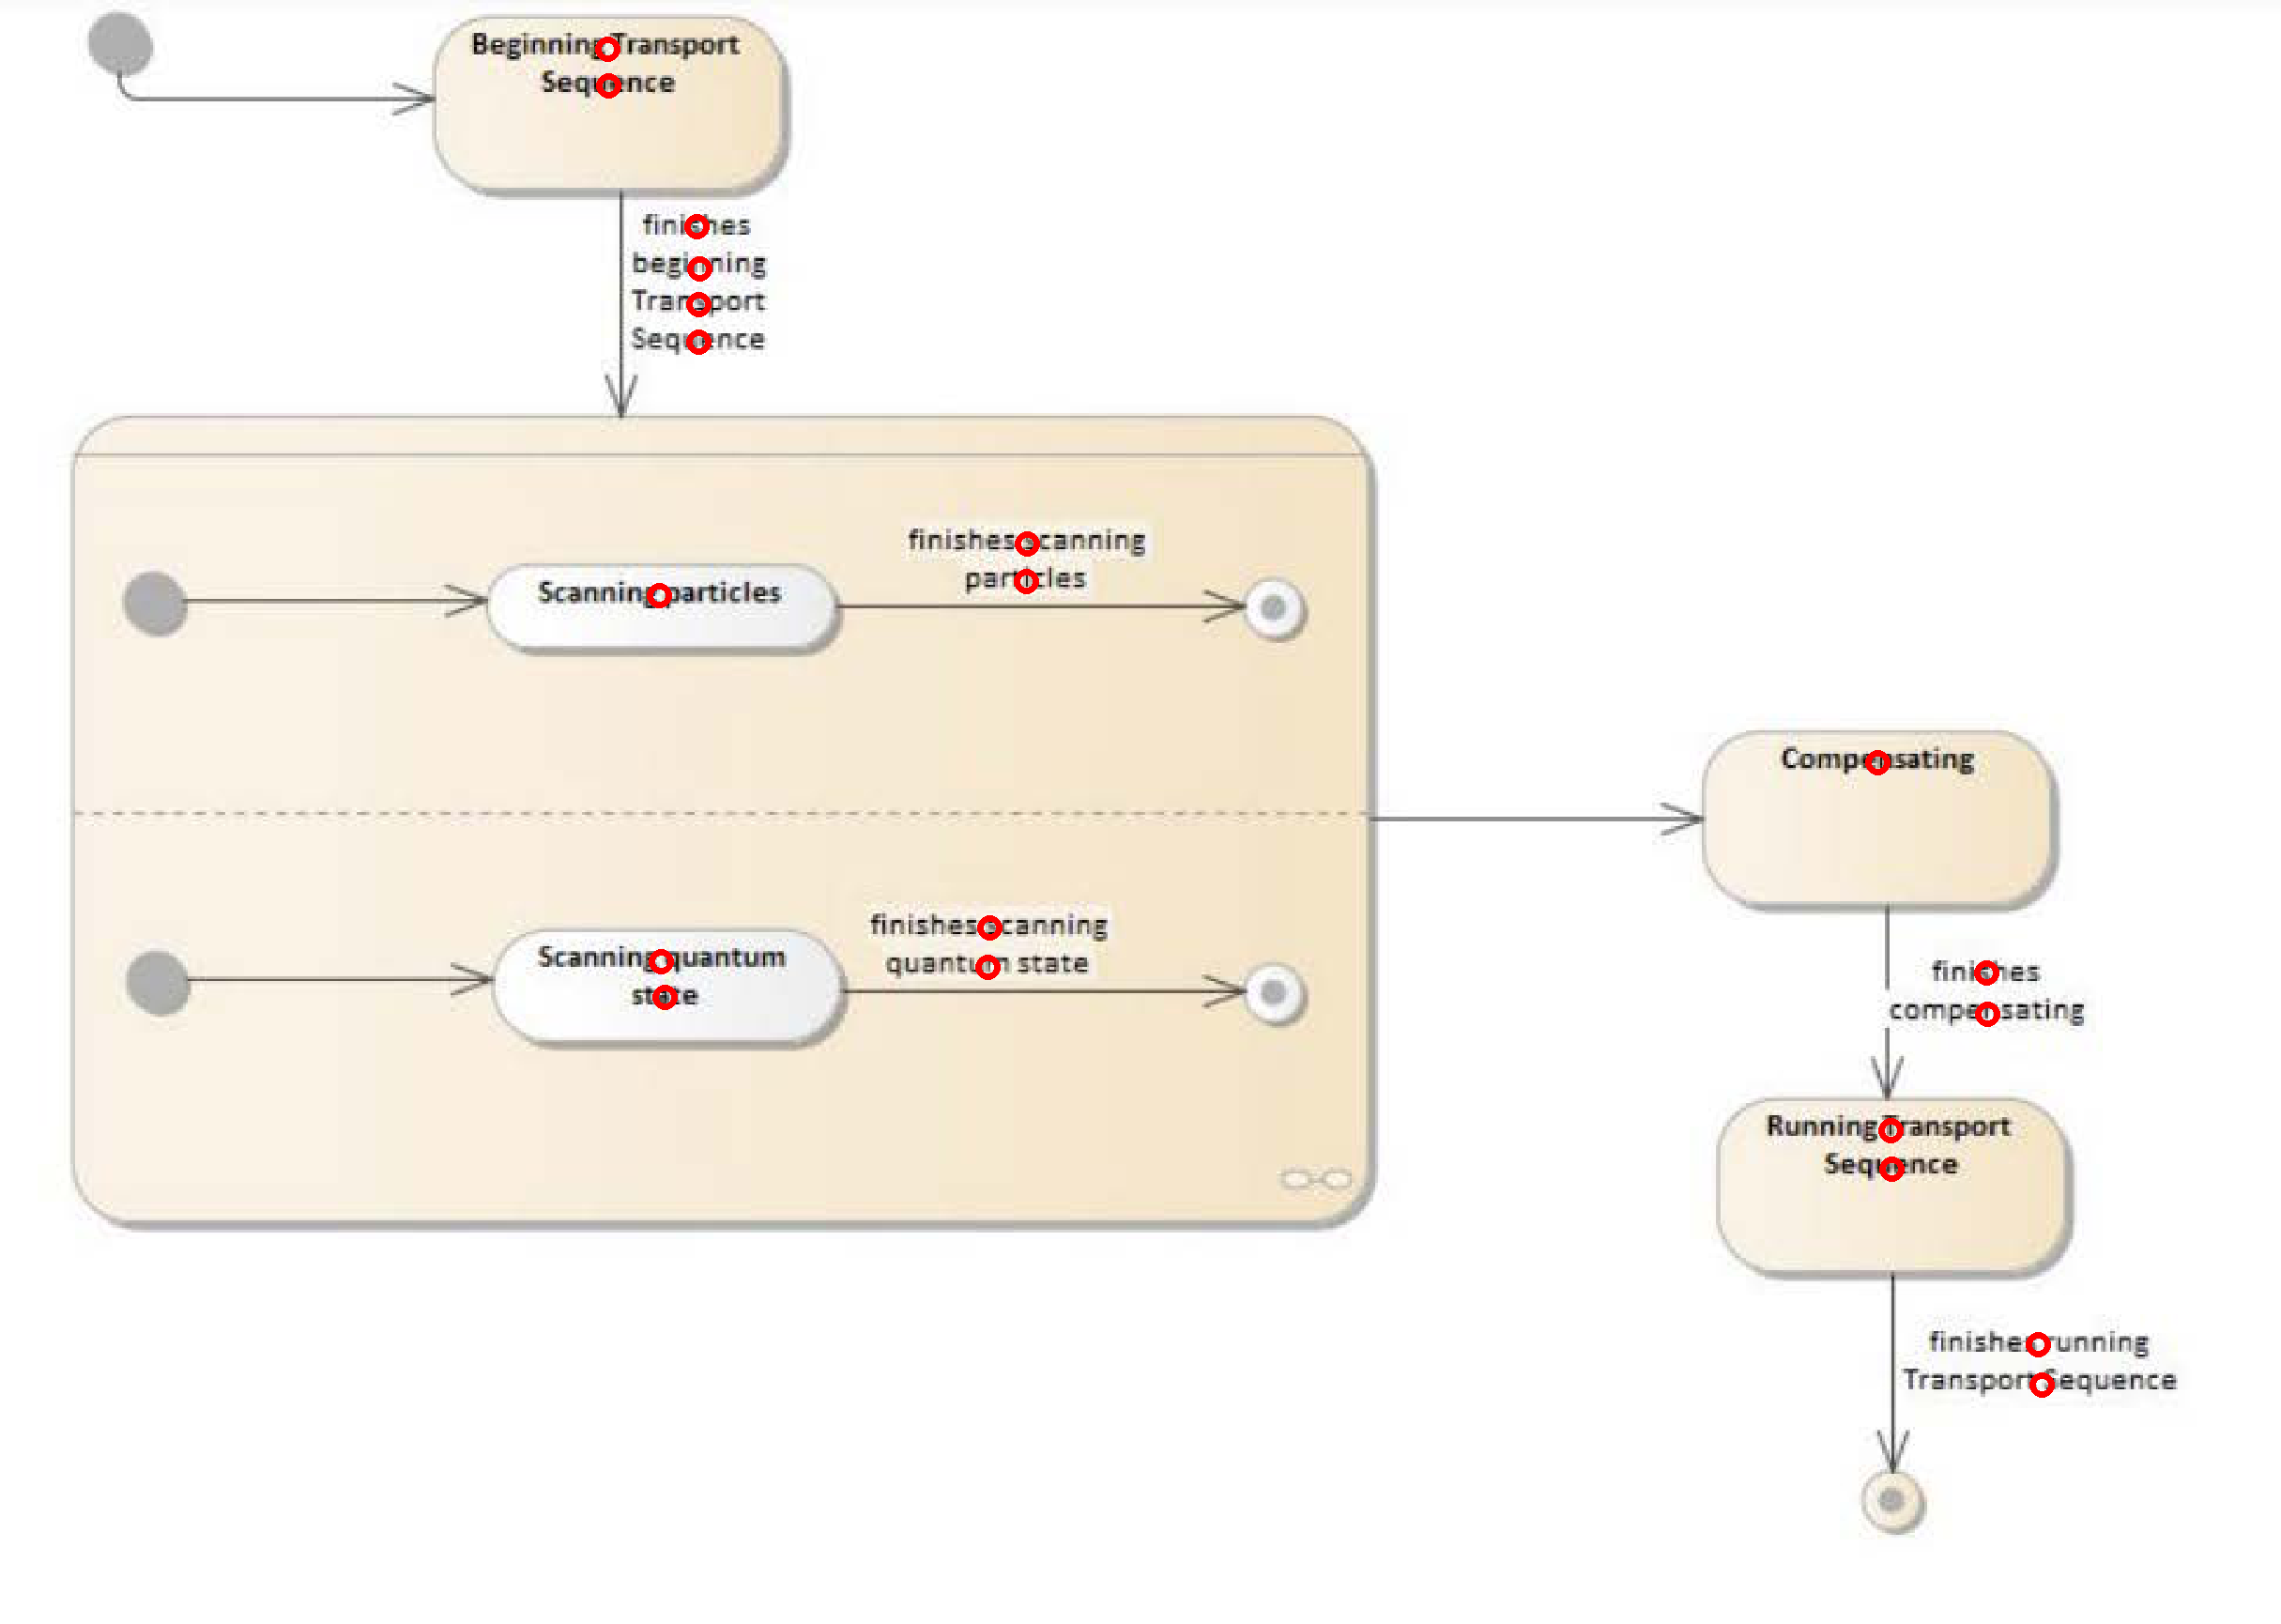 Beginning Transport
Sequence
finishes
beginning
Transport
Sequence
finishes scanning
particles
Scanning particles
Compensating
finishes scanning
quantum state
Scanning quantum
state
finishes
compensating
Running Transport
Sequence
finishes running
Transport Sequence